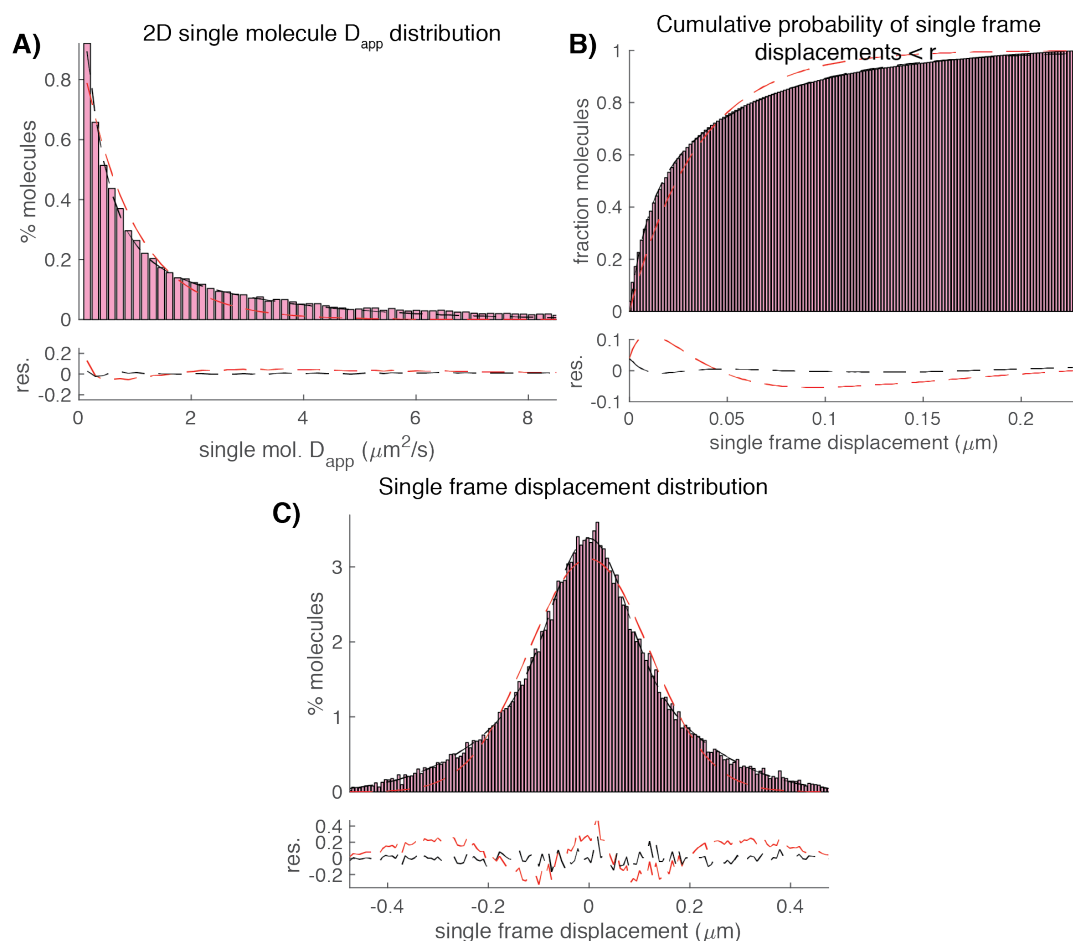 A)
2D single molecule Dapp distribution
% molecules
0.8
0.6
0.4
0.2
0
res.
0.2
0
-0.2
0 2 4 6 8
single mol. Dapp (μm²/s)
B)
Cumulative probability of single frame
displacements < r
fraction molecules
1
0.8
0.6
0.4
0.2
0
res.
0.1
0
-0.1
0 0.05 0.1 0.15 0.2
single frame displacement (μm)
C)
Single frame displacement distribution
% molecules
3
2
1
0
res.
0.4
0.2
0
-0.2
-0.4 -0.2 0 0.2 0.4
single frame displacement (μm)